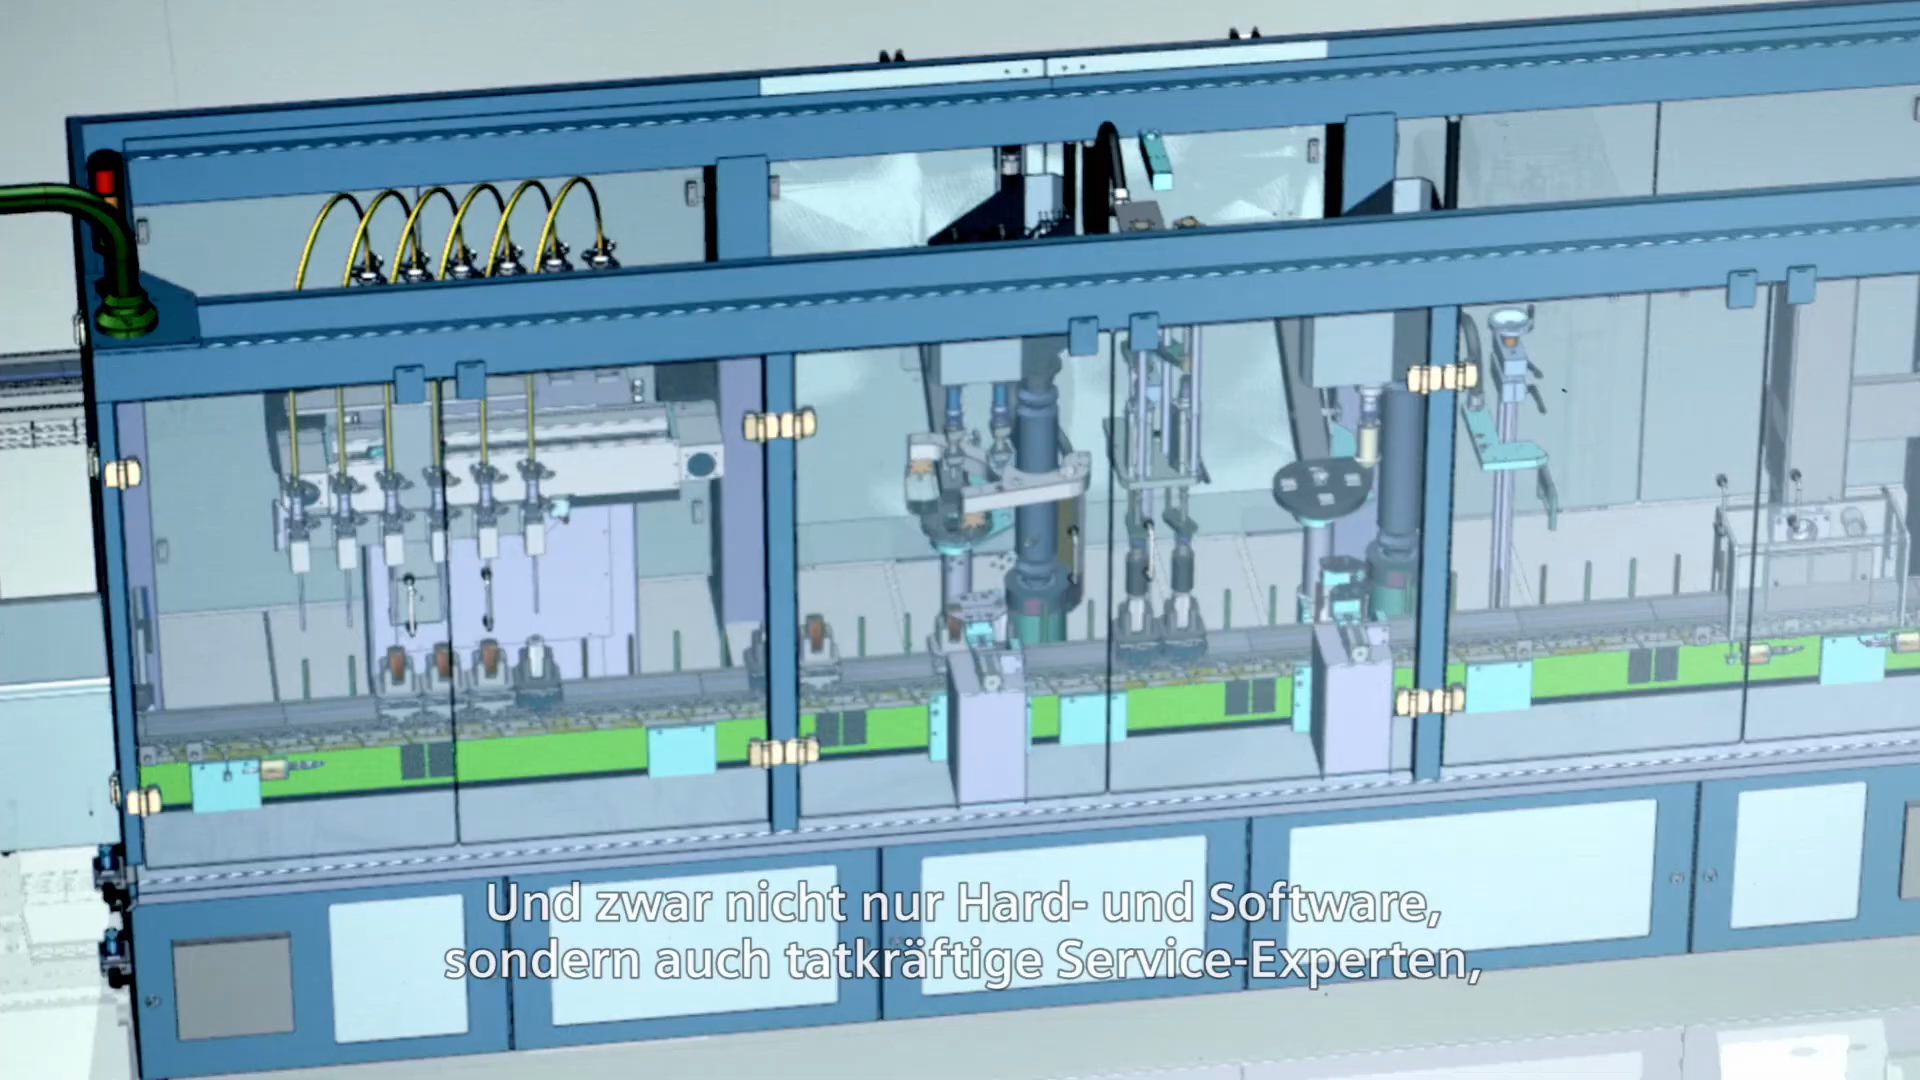 Und zwar nicht nur Hard- und Software,
sondern auch tatkräftige Service-Experten,